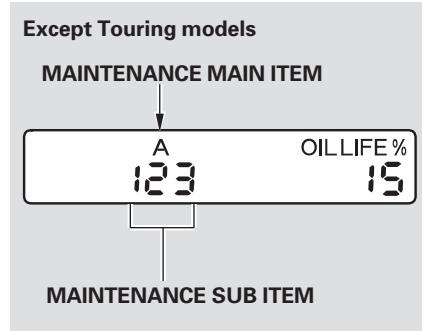 Except Touring models
MAINTENANCE MAIN ITEM
A OIL LIFE %
123 15
MAINTENANCE SUB ITEM